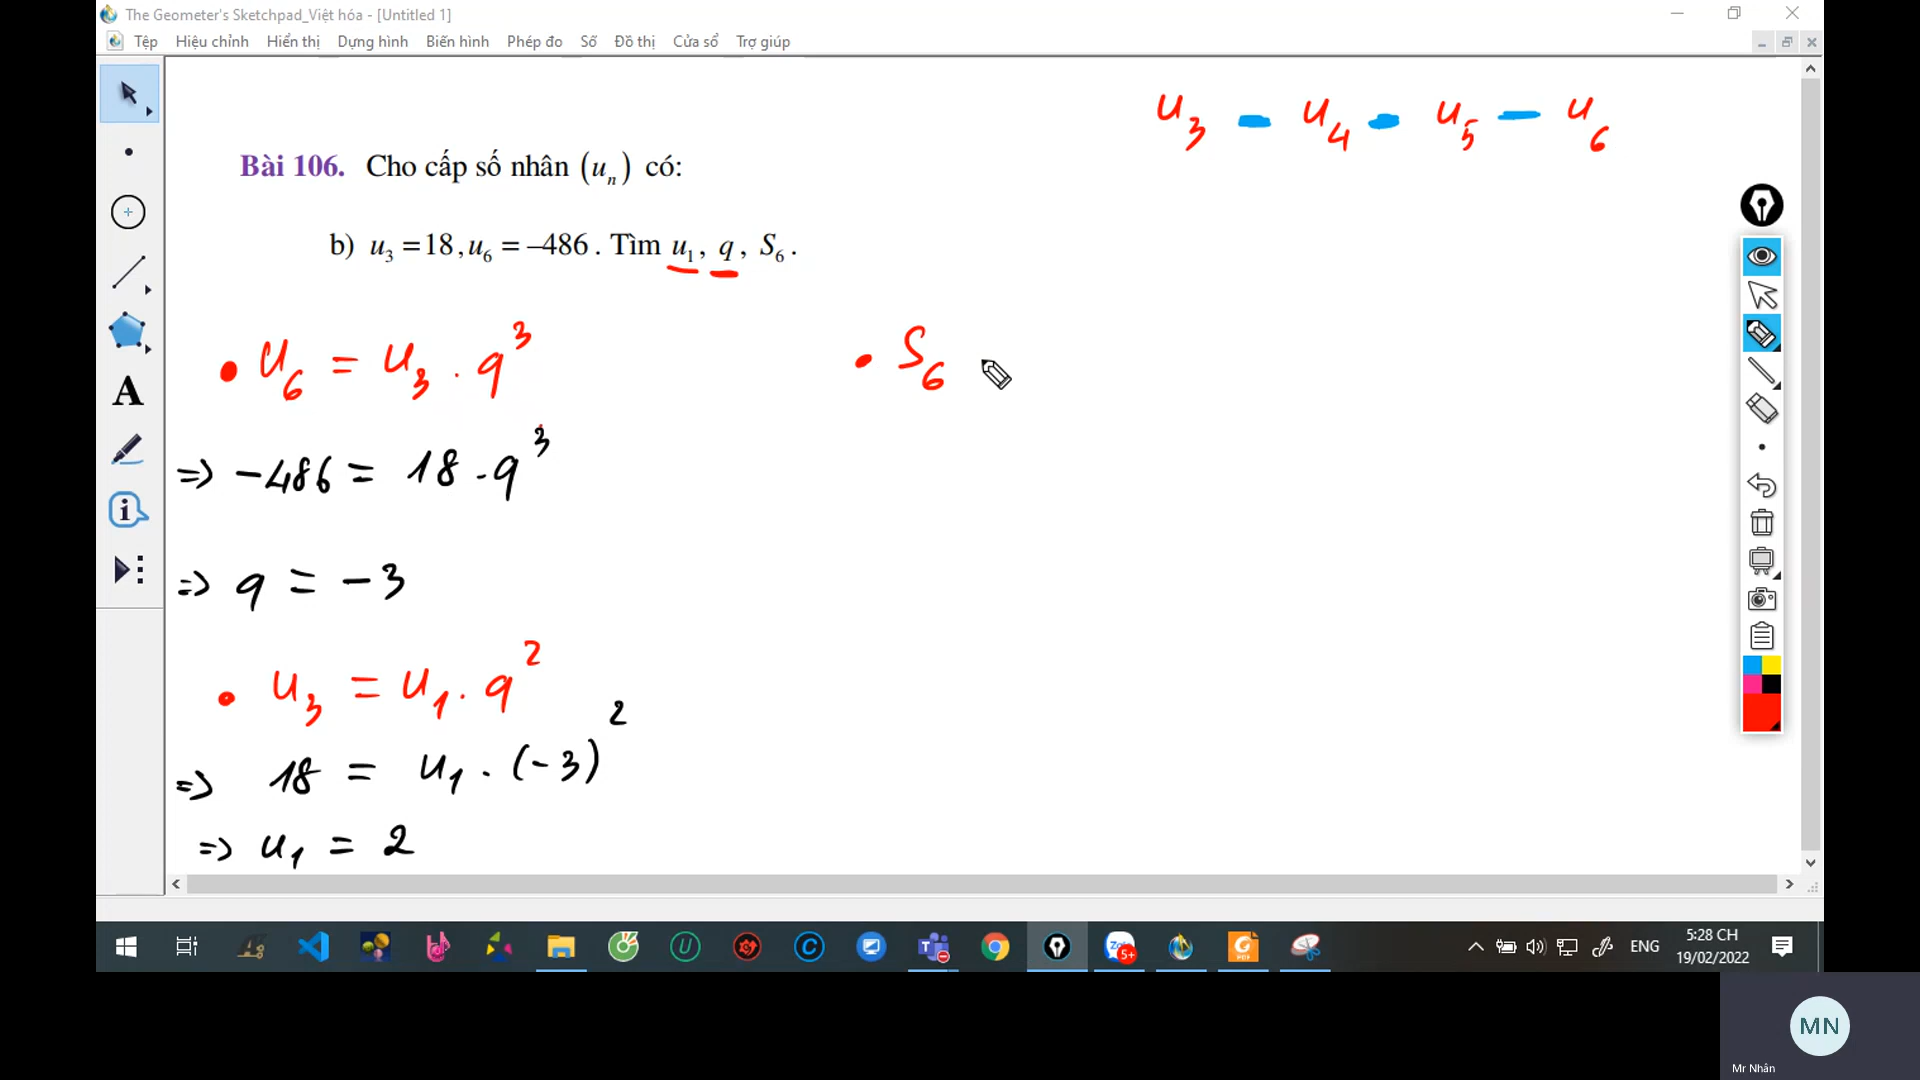 The Geometer's Sketchpad_Việt hóa - [Untitled 1]
Tệp Hiệu chỉnh Hiển thị Dựng hình Biến hình Phép đo Số Đồ thị Cửa sổ Trợ giúp
u₃ - u₄ - u₅ - u₆
Bài 106. Cho cấp số nhân (uₙ) có:
b) u₃ = 18, u₆ = –486. Tìm u₁, q, S₆.
• u₆ = u₃ . q³
• S₆
=> -486 = 18 . q³
=> q = -3
• u₃ = u₁ . q²
=> 18 = u₁ . (-3)²
=> u₁ = 2
A
ENG
5:28 CH
19/02/2022
5+
MN
Mr Nhân